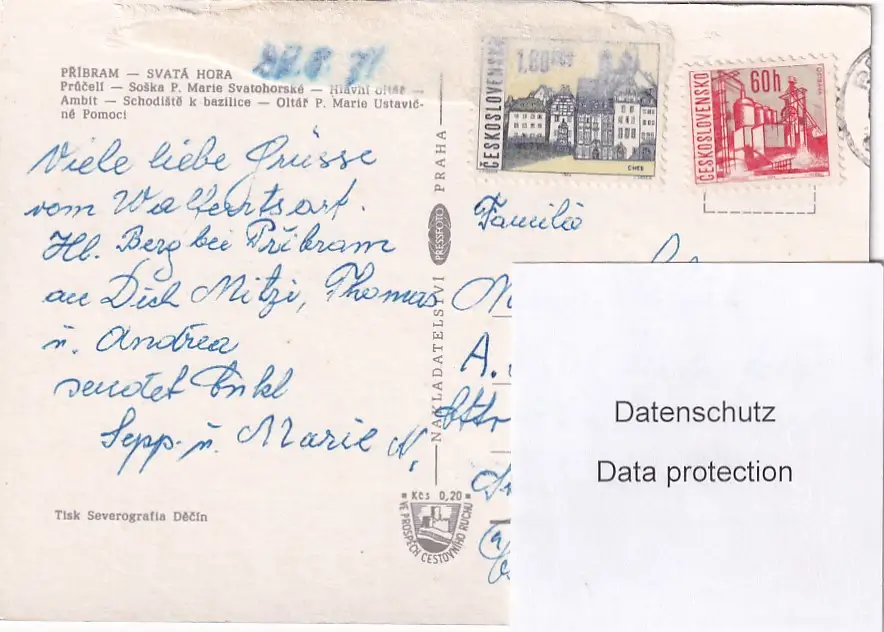 PŘÍBRAM — SVATÁ HORA
Průčelí — Soška P. Marie Svatohorské — Hlavní oltář —
Ambit — Schodiště k bazilice — Oltář P. Marie Ustavič-
né Pomoci
Viele liebe Grüsse
vom Wallfartsort.
Hl. Berg bei Příbram
an Dich Mitzi, Thomas
u. Andrea
sendet Onkl
Sepp. u. Marie N.
Tisk Severografia Děčín
NAKLADATELSTVÍ PRESSFOTO PRAHA
Kčs 0,20
VE PROSPĚCH CESTOVNÍHO RUCHU
ČESKOSLOVENSKO
1,60 Kčs
CHEB
ČESKOSLOVENSKO
60h
OSTRAVA
Familie
A.
Datenschutz
Data protection